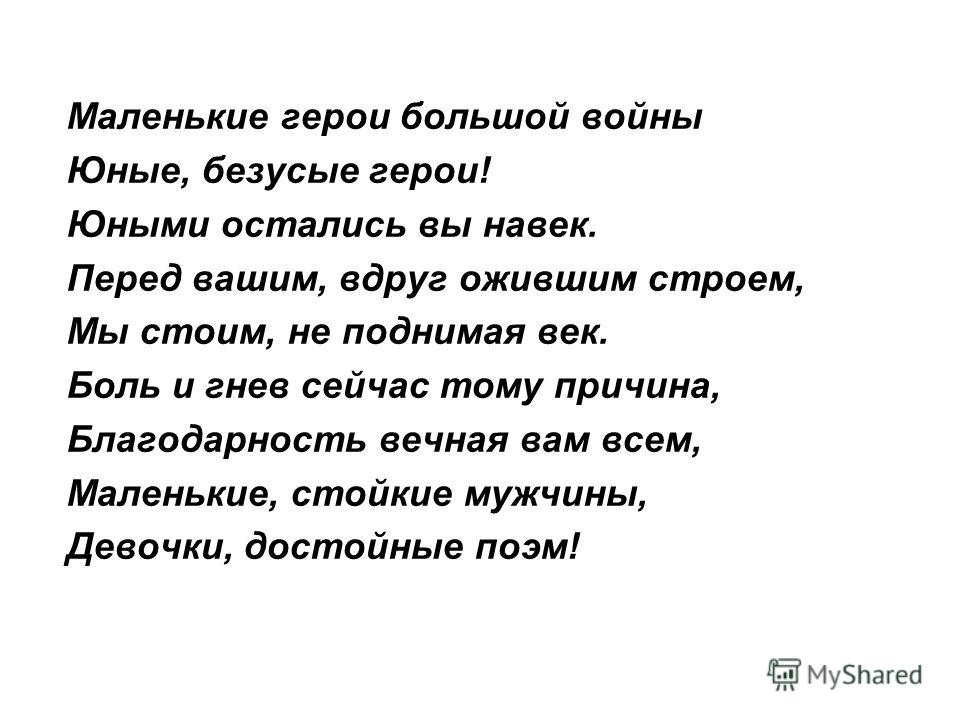 Маленькие герои большой войны
Юные, безусые герои!
Юными остались вы навек.
Перед вашим, вдруг ожившим строем,
Мы стоим, не поднимая век.
Боль и гнев сейчас тому причина,
Благодарность вечная вам всем,
Маленькие, стойкие мужчины,
Девочки, достойные поэм!
MyShared